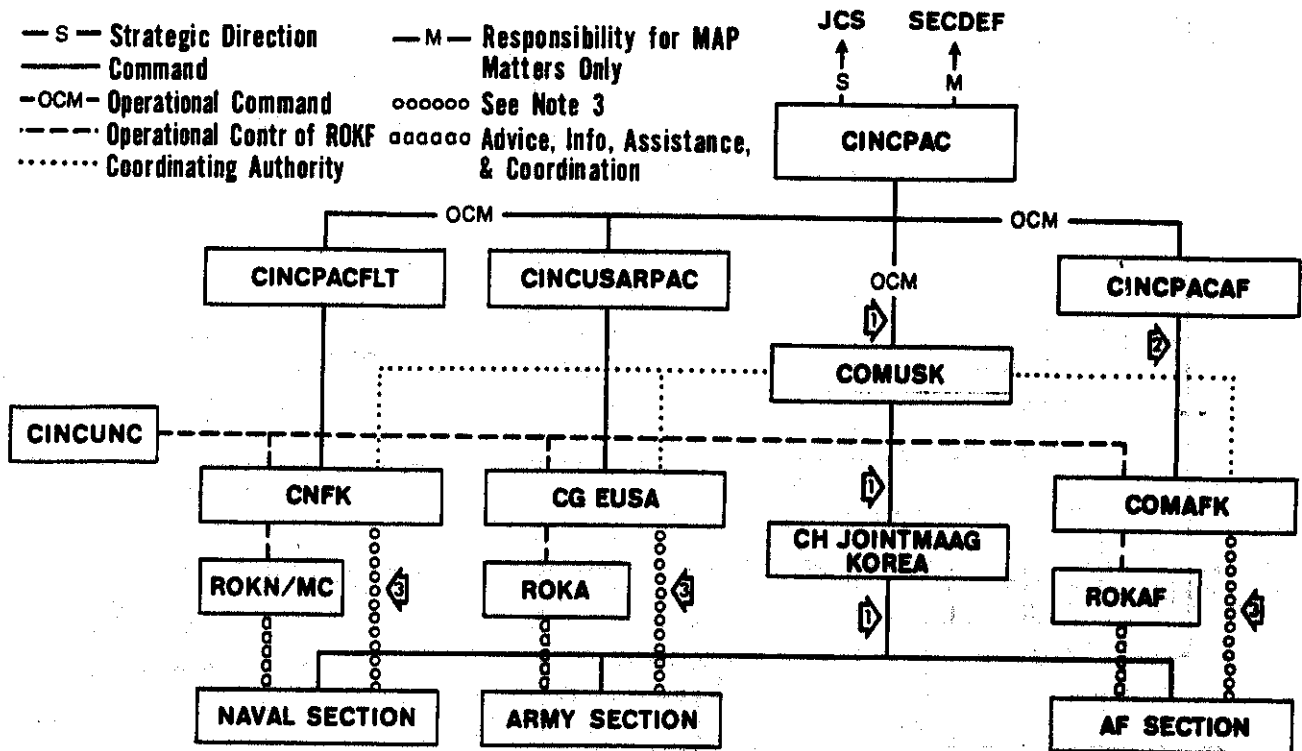 — S — Strategic Direction
Command
-OCM- Operational Command
Operational Contr of ROKF
Coordinating Authority
— M — Responsibility for MAP
Matters Only
oooooo See Note 3
aaaaaa Advice, Info, Assistance,
& Coordination
JCS SECDEF
S M
CINCPAC
OCM OCM
CINCPACFLT CINCUSARPAC OCM CINCPACAF
1 2
COMUSK
CINCUNC
CNFK CG EUSA 1 COMAFK
CH JOINTMAAG
KOREA
ROKN/MC 3 ROKA 3 ROKAF 3
1
NAVAL SECTION ARMY SECTION AF SECTION